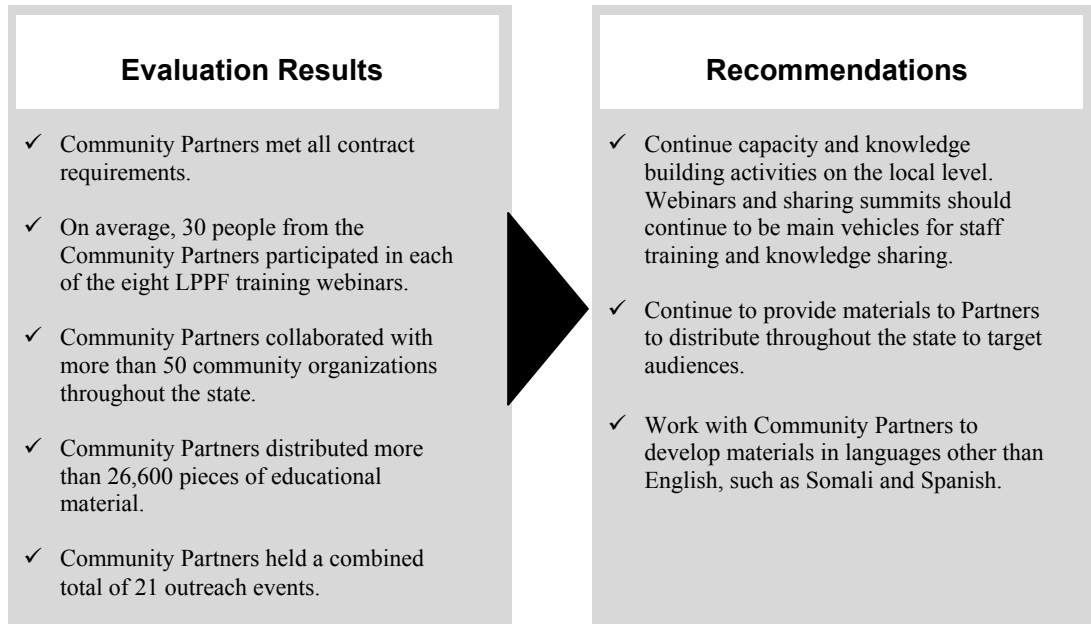 Evaluation Results
✓ Community Partners met all contract
requirements.
✓ On average, 30 people from the
Community Partners participated in each
of the eight LPPF training webinars.
✓ Community Partners collaborated with
more than 50 community organizations
throughout the state.
✓ Community Partners distributed more
than 26,600 pieces of educational
material.
✓ Community Partners held a combined
total of 21 outreach events.
Recommendations
✓ Continue capacity and knowledge
building activities on the local level.
Webinars and sharing summits should
continue to be main vehicles for staff
training and knowledge sharing.
✓ Continue to provide materials to Partners
to distribute throughout the state to target
audiences.
✓ Work with Community Partners to
develop materials in languages other than
English, such as Somali and Spanish.